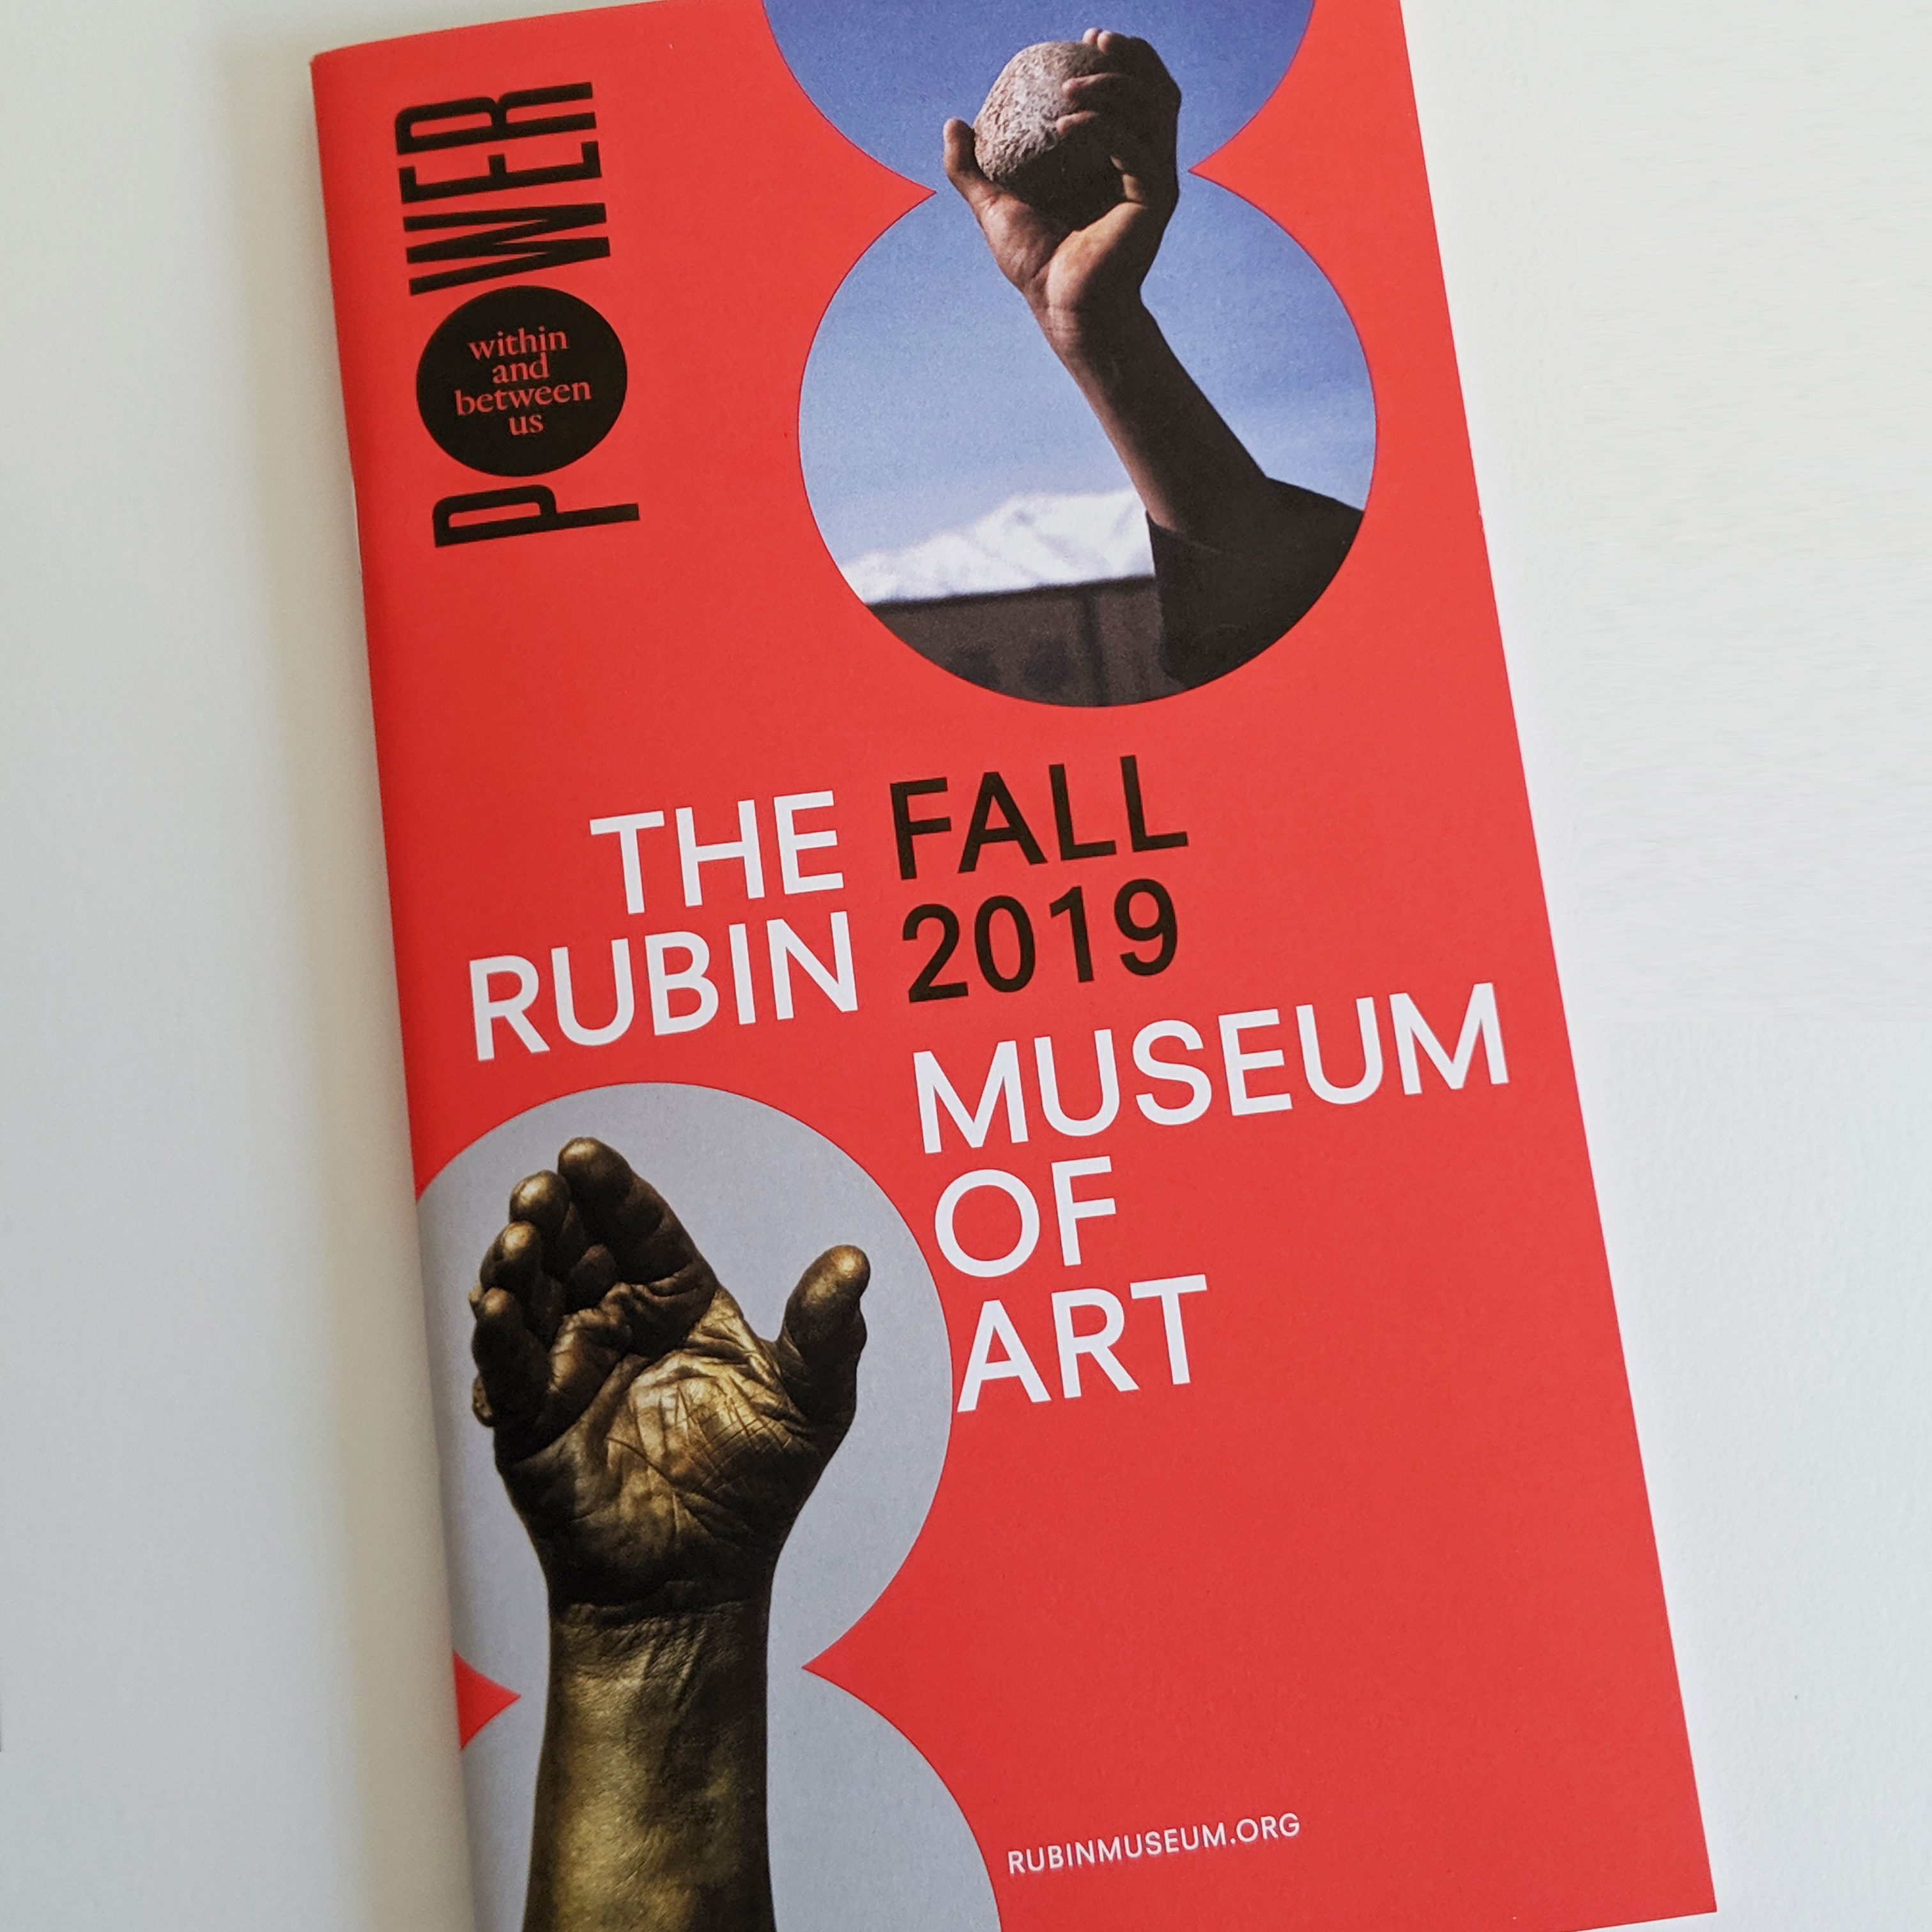 POWER
within
and
between
us
THE FALL
RUBIN 2019
MUSEUM
OF
ART
RUBINMUSEUM.ORG